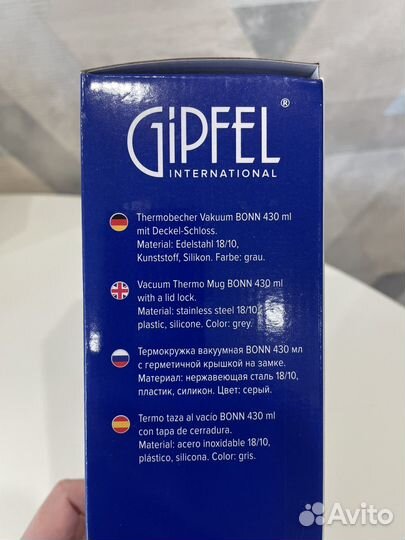 GiPFEL®
INTERNATIONAL
Thermobecher Vakuum BONN 430 ml
mit Deckel-Schloss.
Material: Edelstahl 18/10,
Kunststoff, Silikon. Farbe: grau.
Vacuum Thermo Mug BONN 430 ml
with a lid lock.
Material: stainless steel 18/10,
plastic, silicone. Color: grey.
Термокружка вакуумная BONN 430 мл
с герметичной крышкой на замке.
Материал: нержавеющая сталь 18/10,
пластик, силикон. Цвет: серый.
Termo taza al vacío BONN 430 ml
con tapa de cerradura.
Material: acero inoxidable 18/10,
plástico, silicona. Color: gris.
Avito